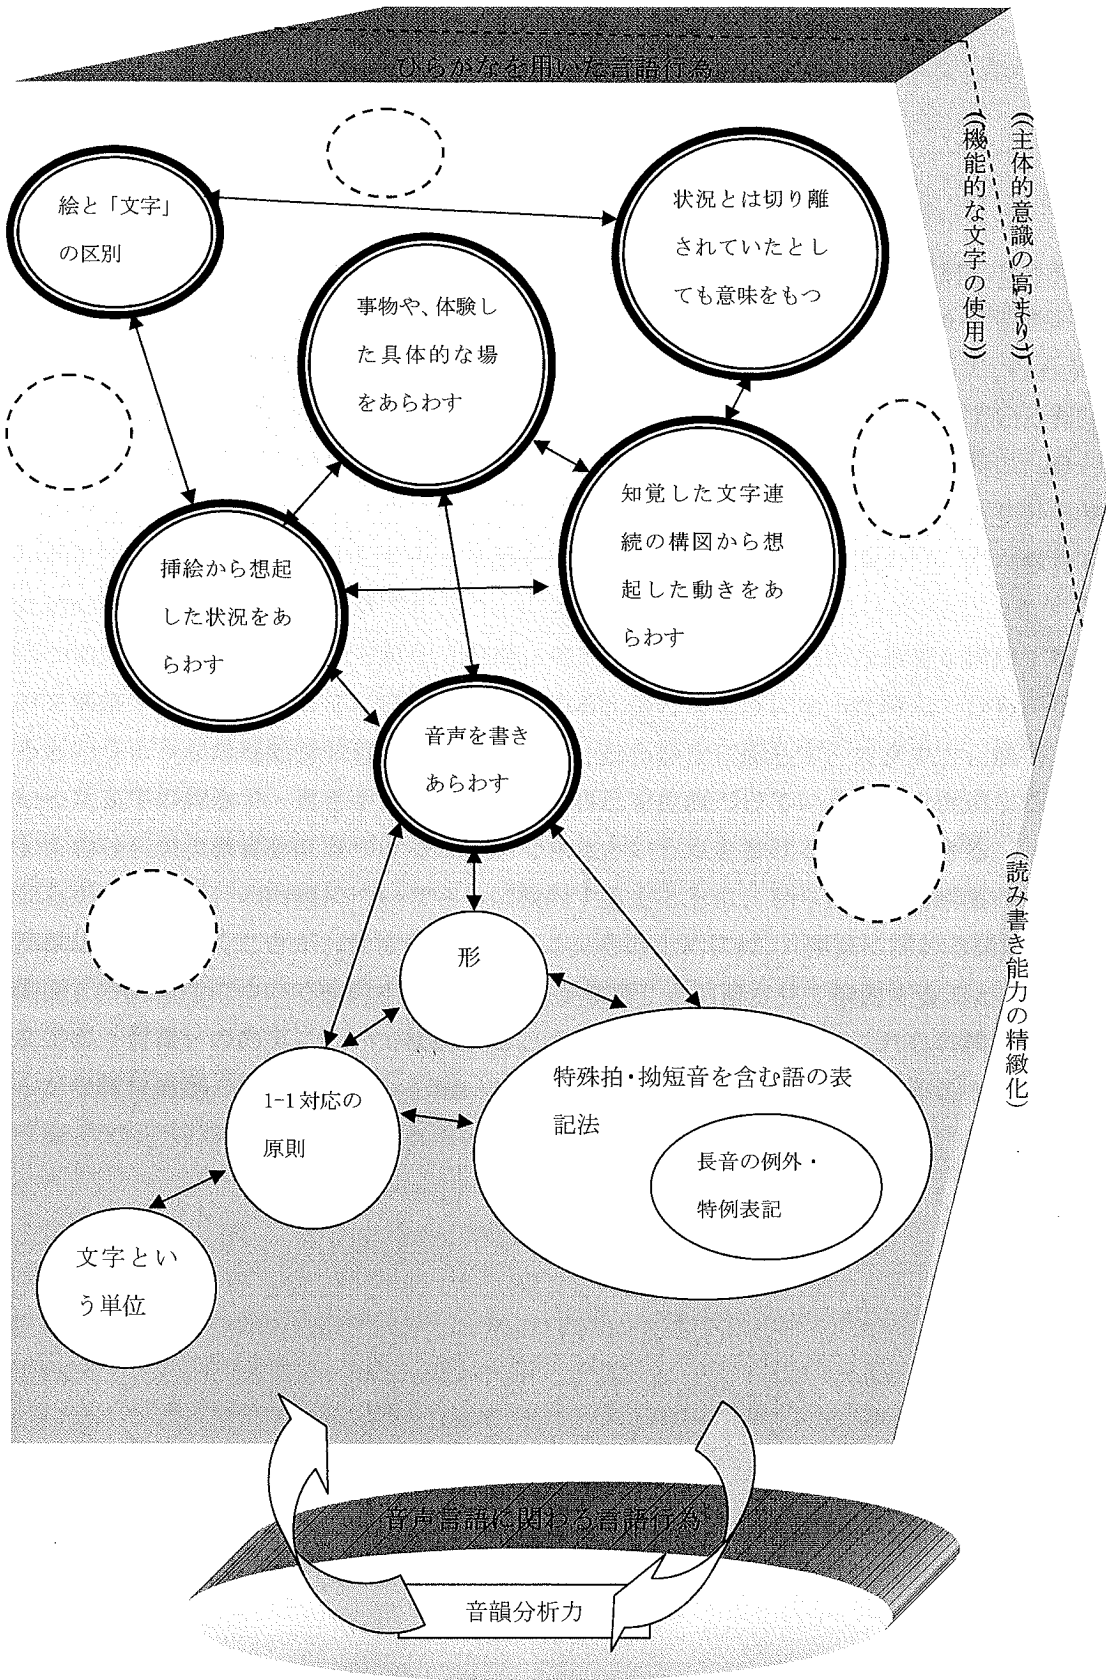 ひらがなを用いた言語行為
((主体的意識の高まり))
((機能的な文字の使用))
絵と「文字」
の区別
状況とは切り離
されていたとし
ても意味をもつ
事物や、体験し
た具体的な場
をあらわす
知覚した文字連
続の構図から想
起した動きをあ
らわす
挿絵から想起
した状況をあ
らわす
音声を書き
あらわす
(読み書き能力の精緻化)
形
特殊拍・拗短音を含む語の表
記法
1-1対応の
原則
長音の例外・
特例表記
文字とい
う単位
音声言語に関わる言語行為
音韻分析力